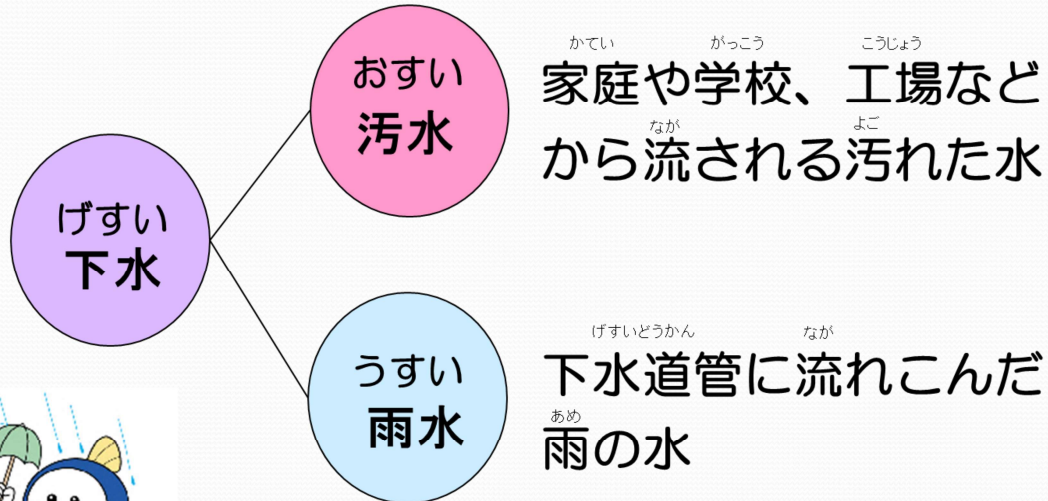 げすい
下水
おすい
汚水
かてい がっこう こうじょう
家庭や学校、工場など
なが よご
から流される汚れた水
うすい
雨水
げすいどうかん なが
下水道管に流れこんだ
あめ
雨の水